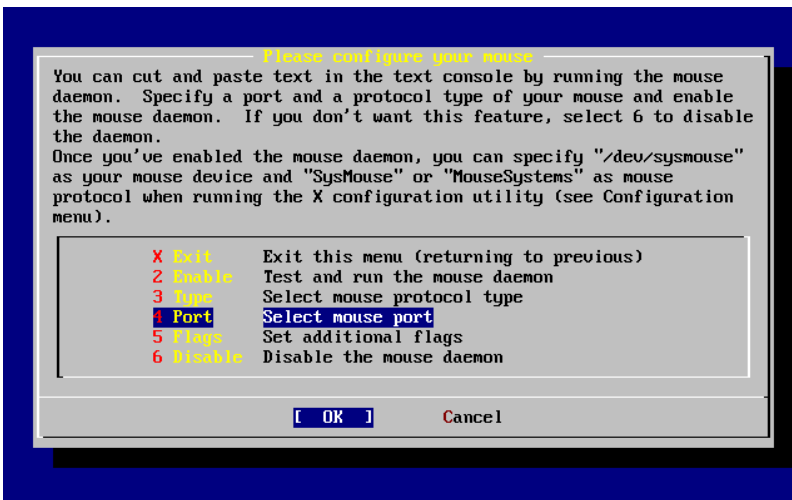 Please configure your mouse
You can cut and paste text in the text console by running the mouse
daemon.  Specify a port and a protocol type of your mouse and enable
the mouse daemon.  If you don't want this feature, select 6 to disable
the daemon.
Once you've enabled the mouse daemon, you can specify "/dev/sysmouse"
as your mouse device and "SysMouse" or "MouseSystems" as mouse
protocol when running the X configuration utility (see Configuration
menu).
X Exit    Exit this menu (returning to previous)
2 Enable  Test and run the mouse daemon
3 Type    Select mouse protocol type
4 Port    Select mouse port
5 Flags   Set additional flags
6 Disable Disable the mouse daemon
[  OK  ]    Cancel